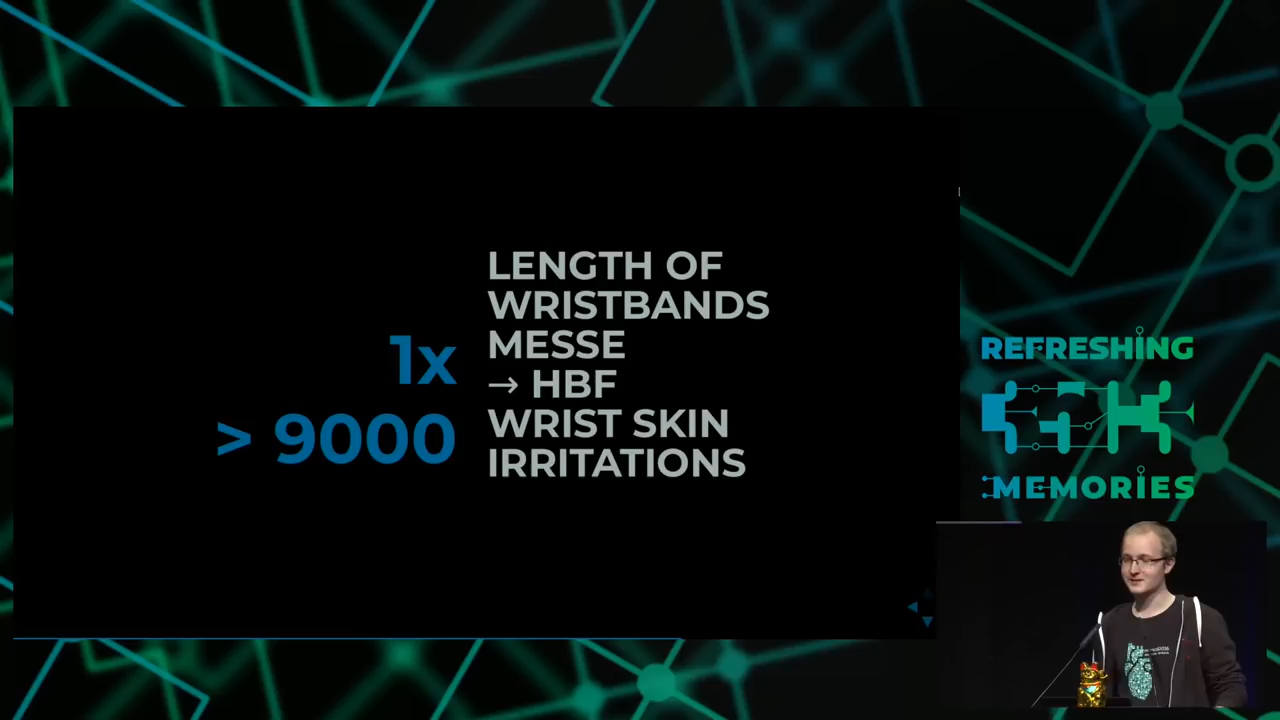 1x
> 9000
LENGTH OF
WRISTBANDS
MESSE
→ HBF
WRIST SKIN
IRRITATIONS
REFRESHING
MEMORIES